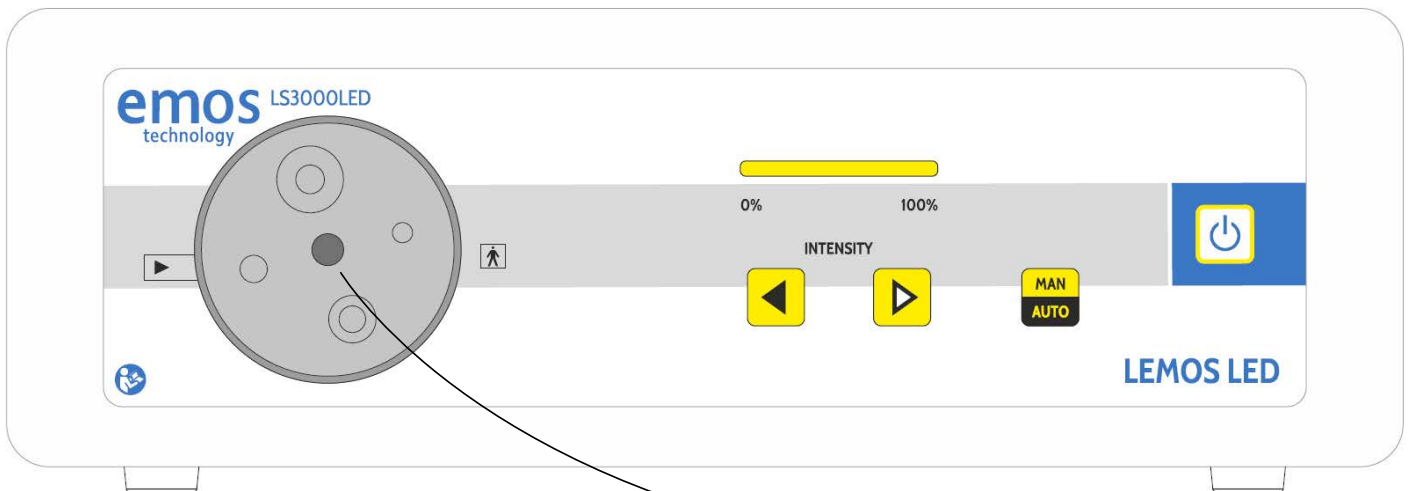 emos LS3000LED
technology
0% 100%
INTENSITY
MAN
AUTO
LEMOS LED